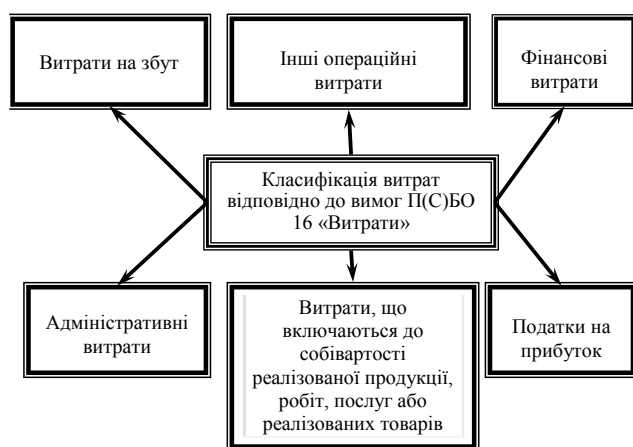 Витрати на збут
Інші операційні
витрати
Фінансові
витрати
Класифікація витрат
відповідно до вимог П(С)БО
16 «Витрати»
Адміністративні
витрати
Витрати, що
включаються до
собівартості
реалізованої продукції,
робіт, послуг або
реалізованих товарів
Податки на
прибуток